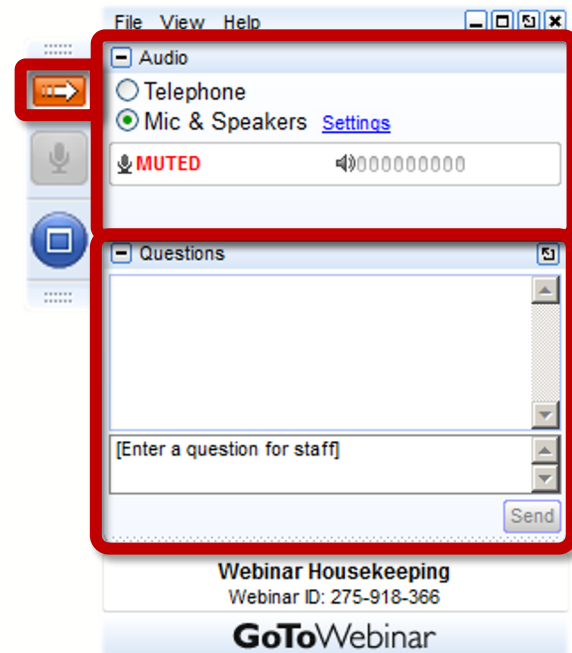 File View Help
Audio
Telephone
Mic & Speakers Settings
MUTED
Questions
[Enter a question for staff]
Send
Webinar Housekeeping
Webinar ID: 275-918-366
GoToWebinar